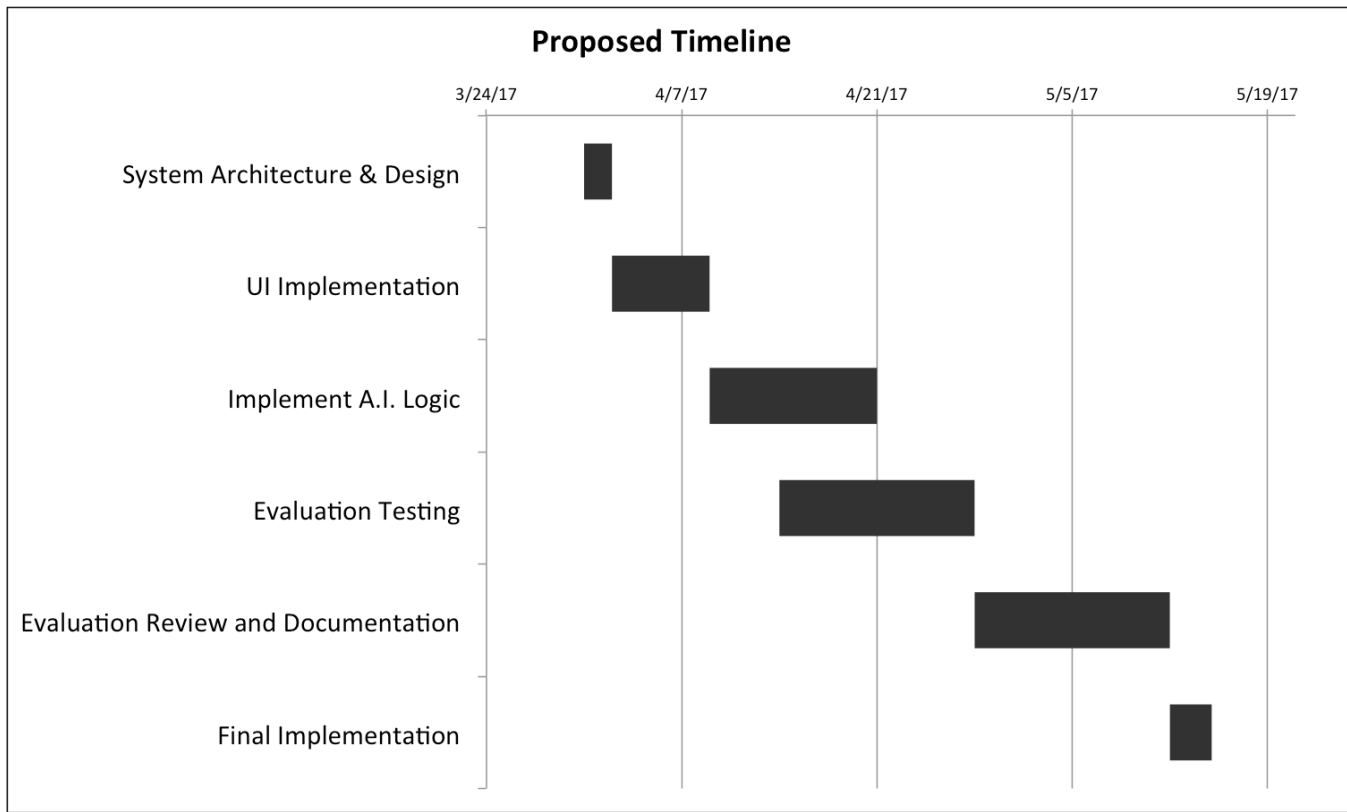 Proposed Timeline
3/24/17 4/7/17 4/21/17 5/5/17 5/19/17
System Architecture & Design
UI Implementation
Implement A.I. Logic
Evaluation Testing
Evaluation Review and Documentation
Final Implementation